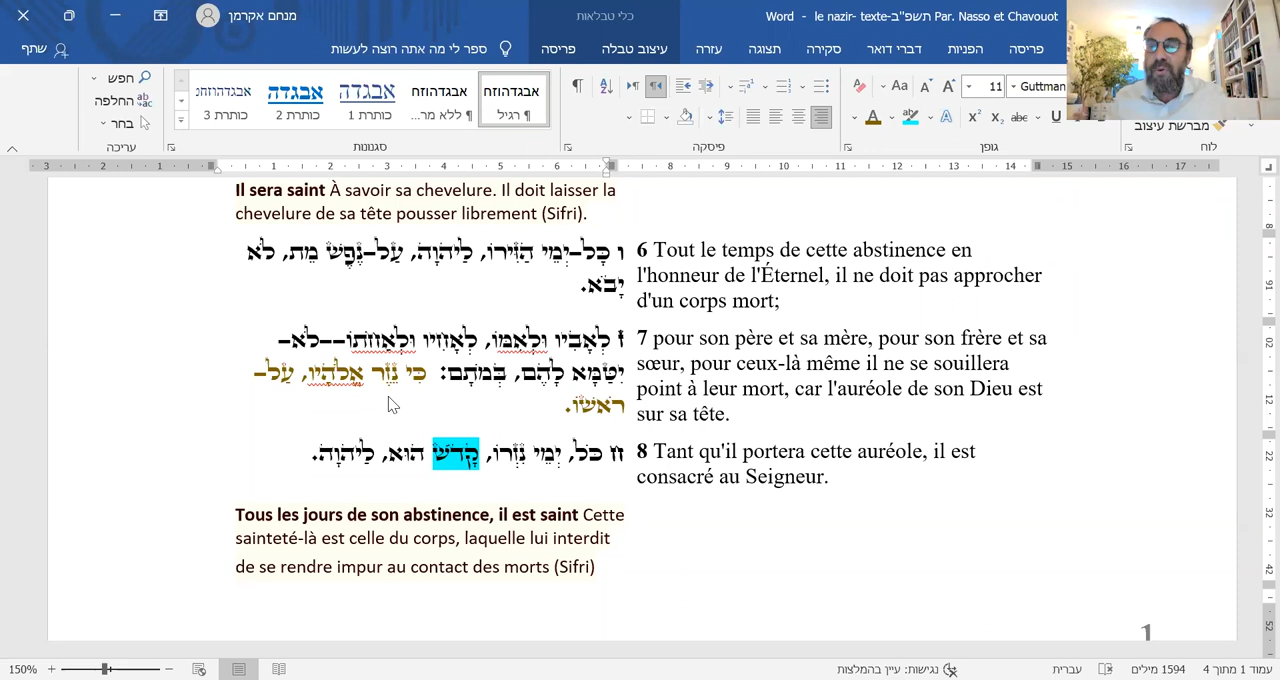 מנחם אקרמן
כלי טבלאות
le nazir- texte-תשפ"ב Par. Nasso et Chavouot - Word
פריסה הפניות דברי דואר סקירה תצוגה עזרה עיצוב טבלה פריסה ספר לי מה אתה רוצה לעשות שתף
חפש
החלפה
בחר
עריכה
אבגדהוזח אבגדהוזח אבגדהוזח אבגדהוזח אבגדהוזחט
¶ רגיל ¶ ללא מר... כותרת 1 כותרת 2 כותרת 3
סגנונות
פיסקה
Guttman 11
גופן
מברשת עיצוב
לוח
Il sera saint À savoir sa chevelure. Il doit laisser la
chevelure de sa tête pousser librement (Sifri).
ו כָּל-יְמֵי הַזִּירוֹ, לַיהוָה, עַל-נֶפֶשׁ מֵת, לֹא
יָבֹא.
6 Tout le temps de cette abstinence en
l'honneur de l'Éternel, il ne doit pas approcher
d'un corps mort;
ז לְאָבִיו וּלְאִמּוֹ, לְאָחִיו וּלְאַחֹתוֹ--לֹא-
יִטַּמָּא לָהֶם, בְּמֹתָם: כִּי נֵזֶר אֱלֹהָיו, עַל-
רֹאשׁוֹ.
7 pour son père et sa mère, pour son frère et sa
sœur, pour ceux-là même il ne se souillera
point à leur mort, car l'auréole de son Dieu est
sur sa tête.
ח כֹּל, יְמֵי נִזְרוֹ, קָדֹשׁ הוּא, לַיהוָה.
8 Tant qu'il portera cette auréole, il est
consacré au Seigneur.
Tous les jours de son abstinence, il est saint Cette
sainteté-là est celle du corps, laquelle lui interdit
de se rendre impur au contact des morts (Sifri)
1
עמוד 1 מתוך 4 1594 מילים עברית נגישות: עיין בהמלצות 150%